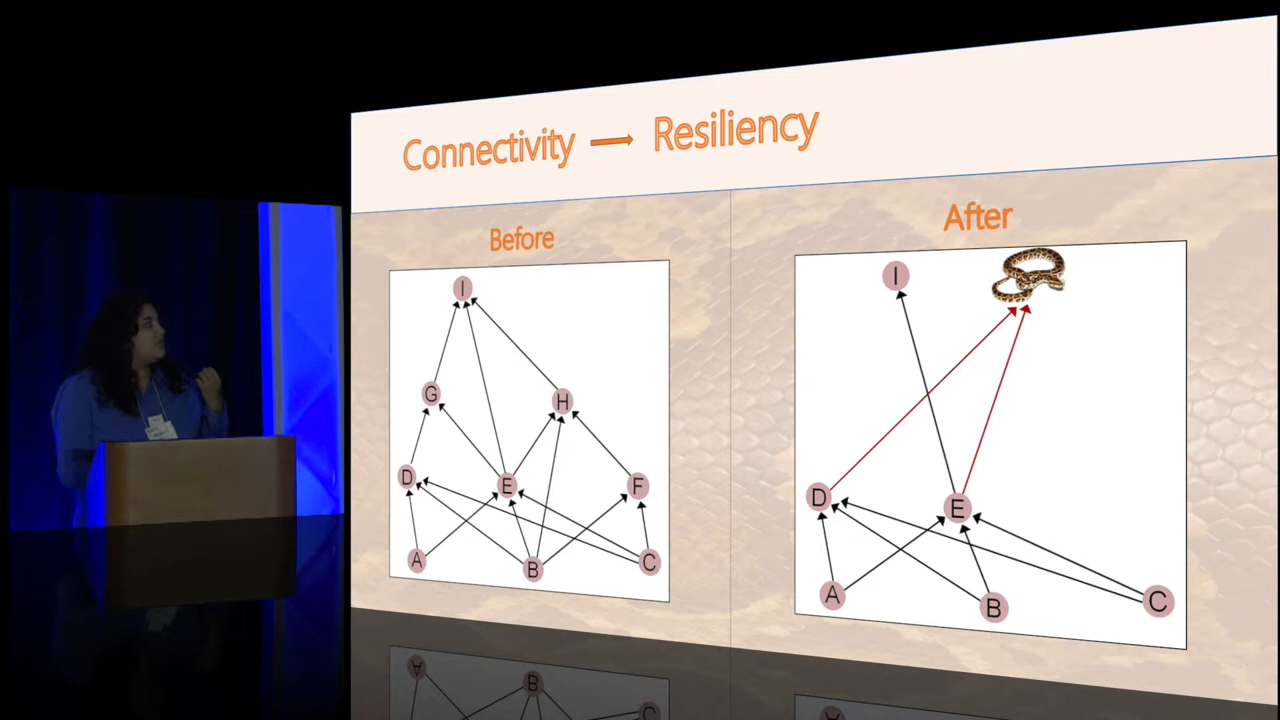 Connectivity → Resiliency
Before
I
G
H
D
E
F
A
B
C
After
I
D
E
A
B
C